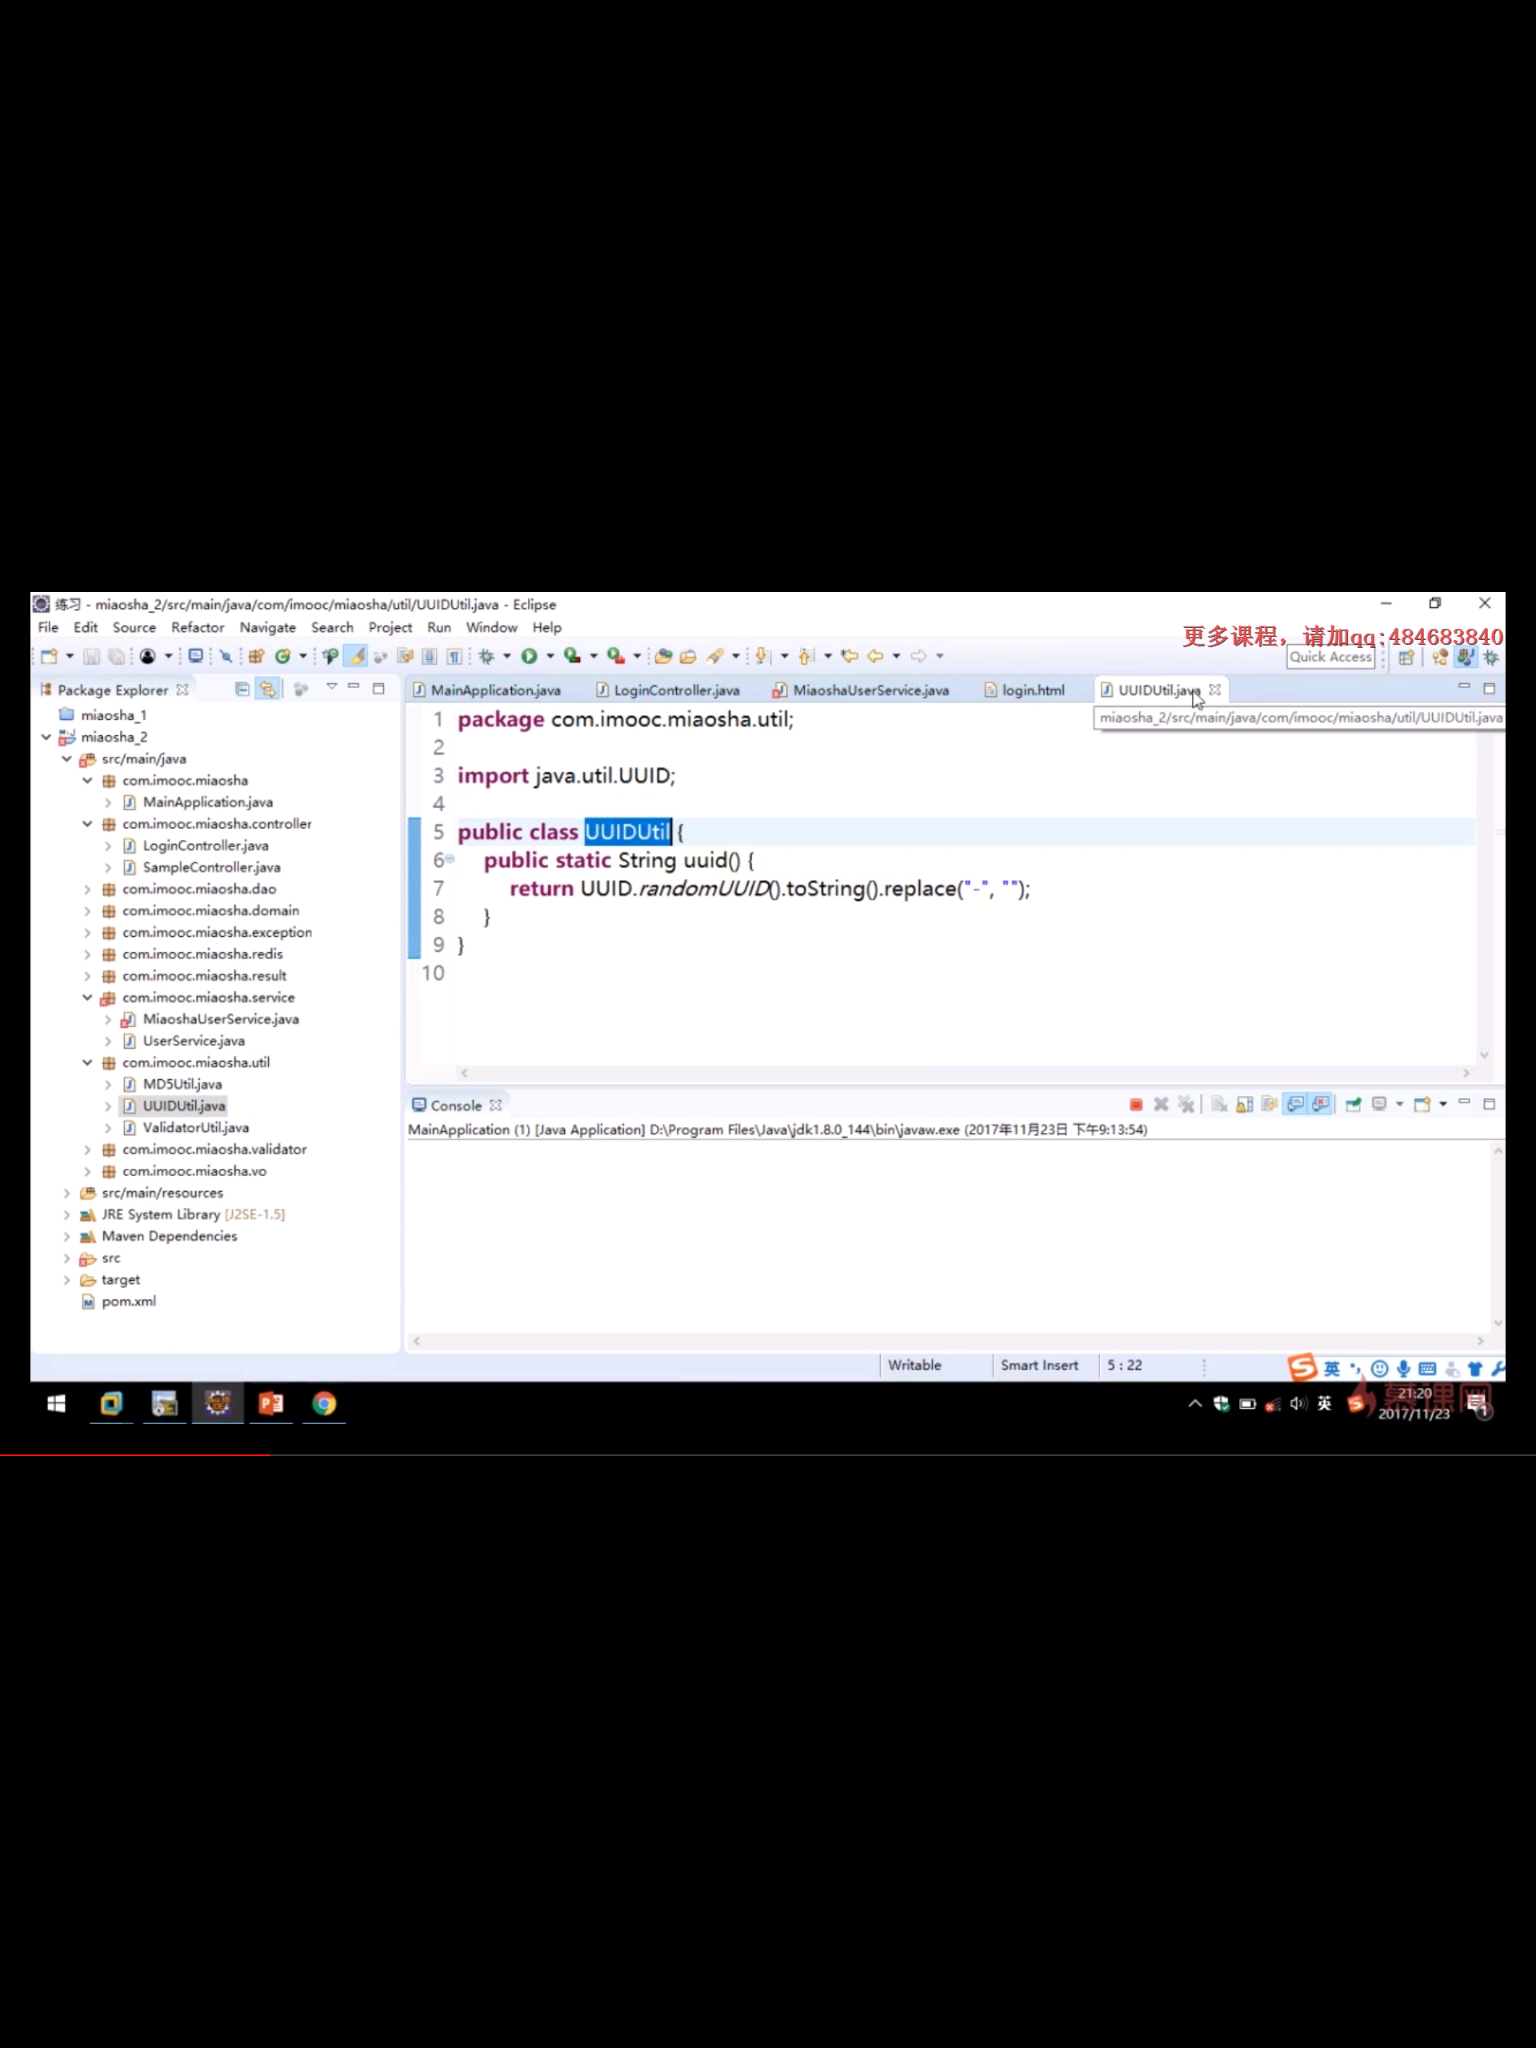 练习 - miaosha_2/src/main/java/com/imooc/miaosha/util/UUIDUtil.java - Eclipse
File Edit Source Refactor Navigate Search Project Run Window Help
更多课程，请加qq:484683840
Quick Access
Package Explorer
miaosha_1
miaosha_2
src/main/java
com.imooc.miaosha
MainApplication.java
com.imooc.miaosha.controller
LoginController.java
SampleController.java
com.imooc.miaosha.dao
com.imooc.miaosha.domain
com.imooc.miaosha.exception
com.imooc.miaosha.redis
com.imooc.miaosha.result
com.imooc.miaosha.service
MiaoshaUserService.java
UserService.java
com.imooc.miaosha.util
MD5Util.java
UUIDUtil.java
ValidatorUtil.java
com.imooc.miaosha.validator
com.imooc.miaosha.vo
src/main/resources
JRE System Library [J2SE-1.5]
Maven Dependencies
src
target
pom.xml
MainApplication.java LoginController.java MiaoshaUserService.java login.html UUIDUtil.java
miaosha_2/src/main/java/com/imooc/miaosha/util/UUIDUtil.java
1 package com.imooc.miaosha.util;
2
3 import java.util.UUID;
4
5 public class UUIDUtil {
6 public static String uuid() {
7 return UUID.randomUUID().toString().replace("-", "");
8 }
9 }
10
Console
MainApplication (1) [Java Application] D:\Program Files\Java\jdk1.8.0_144\bin\javaw.exe (2017年11月23日 下午9:13:54)
Writable Smart Insert 5 : 22
英
英
慕课网
21:20
2017/11/23
1